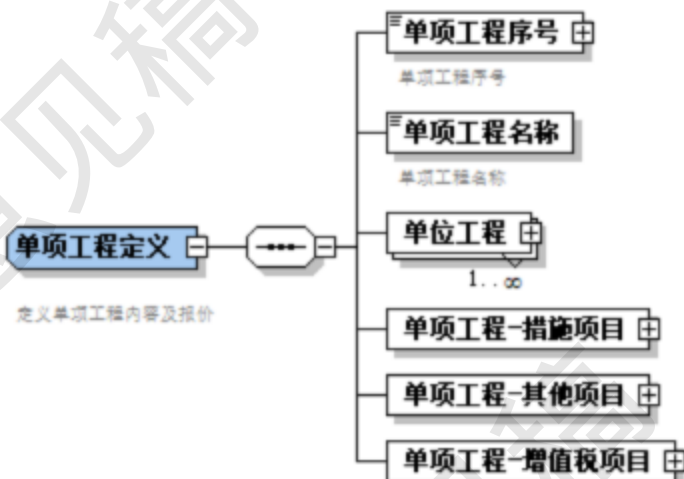 单项工程序号
单项工程序号
单项工程名称
单项工程名称
单项工程定义
定义单项工程内容及报价
单位工程
1..∞
单项工程-措施项目
单项工程-其他项目
单项工程-增值税项目
见稿
稿